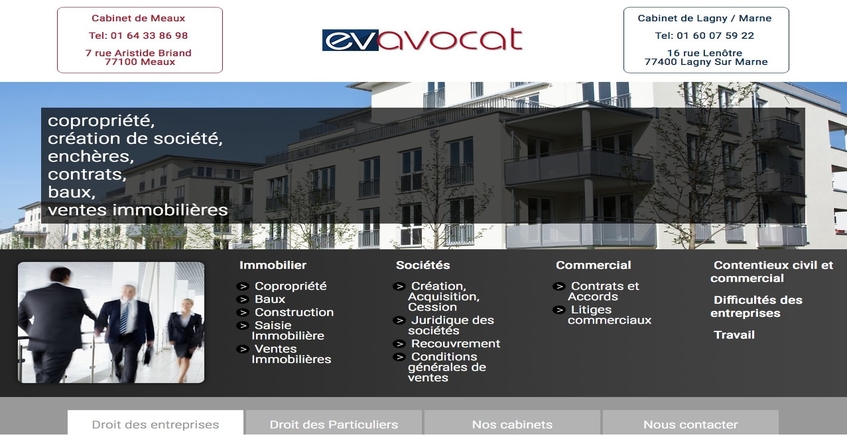 Cabinet de Meaux
Tel: 01 64 33 86 98
7 rue Aristide Briand
77100 Meaux
evavocat
Cabinet de Lagny / Marne
Tel: 01 60 07 59 22
16 rue Lenôtre
77400 Lagny Sur Marne
copropriété,
création de société,
enchères,
contrats,
baux,
ventes immobilières
Immobilier
> Copropriété
> Baux
> Construction
> Saisie
Immobilière
> Ventes
Immobilières
Sociétés
> Création,
Acquisition,
Cession
> Juridique des
sociétés
> Recouvrement
> Conditions
générales de
ventes
Commercial
> Contrats et
Accords
> Litiges
commerciaux
Contentieux civil et
commercial
Difficultés des
entreprises
Travail
Droit des entreprises
Droit des Particuliers
Nos cabinets
Nous contacter